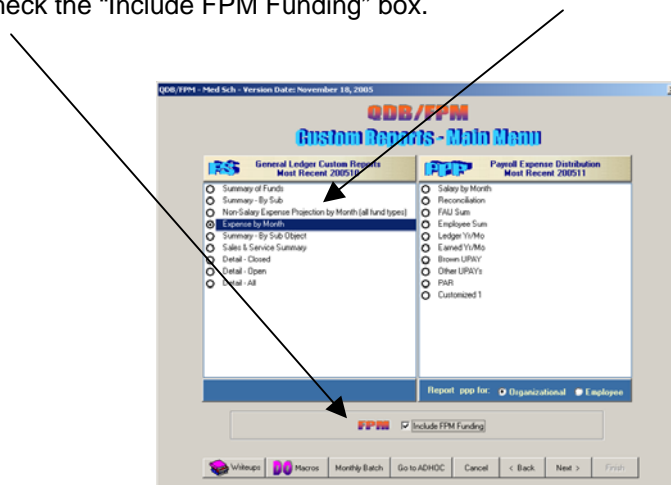 heck the “Include FPM Funding” box.
QDB/FPM - Med Sch - Version Date: November 18, 2005
QDB/FPM
Custom Reports - Main Menu
FS General Ledger Custom Reports
Most Recent 200510
Summary of Funds
Summary - By Sub
Non-Salary Expense Projection by Month (all fund types)
Expense by Month
Summary - By Sub Object
Sales & Service Summary
Detail - Closed
Detail - Open
Detail - All
PPP Payroll Expense Distribution
Most Recent 200511
Salary by Month
Reconciliation
FAU Sum
Employee Sum
Ledger Yr/Mo
Earned Yr/Mo
Brown UPAY
Other UPAYs
PAR
Customized 1
Report ppp for: Organizational Employee
FPM Include FPM Funding
Writeups DO Macros Monthly Batch Go to ADHOC Cancel < Back Next > Finish